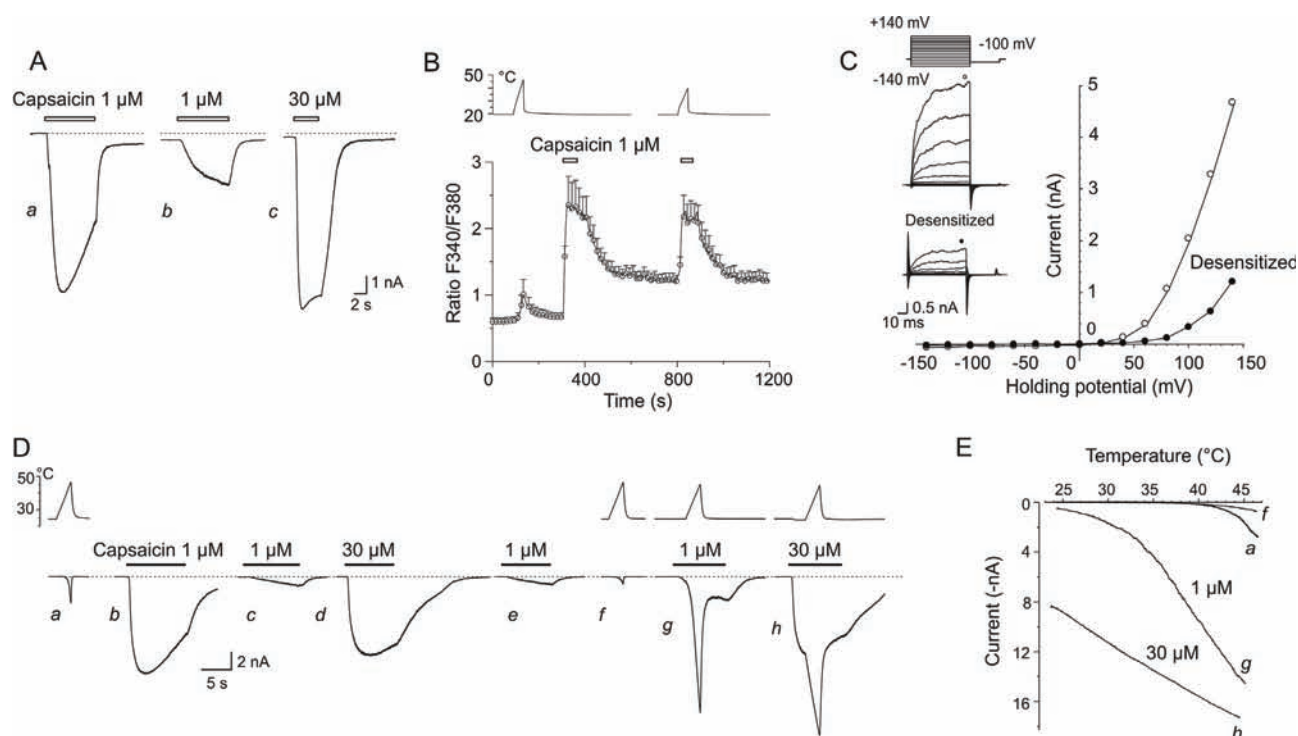 A
Capsaicin 1 µM
1 µM
30 µM
a
b
c
1 nA
2 s
B
°C
50
20
Capsaicin 1 µM
Ratio F340/F380
3
2
1
0
0
400
800
1200
Time (s)
C
+140 mV
-100 mV
-140 mV
Desensitized
0.5 nA
10 ms
Current (nA)
5
4
3
2
1
0
Desensitized
-150
-100
-50
0
50
100
150
Holding potential (mV)
D
°C
50
30
Capsaicin 1 µM
1 µM
30 µM
1 µM
1 µM
30 µM
a
b
c
d
e
f
g
h
2 nA
5 s
E
Temperature (°C)
25
30
35
40
45
Current (-nA)
0
4
8
12
16
f
a
1 µM
30 µM
g
h